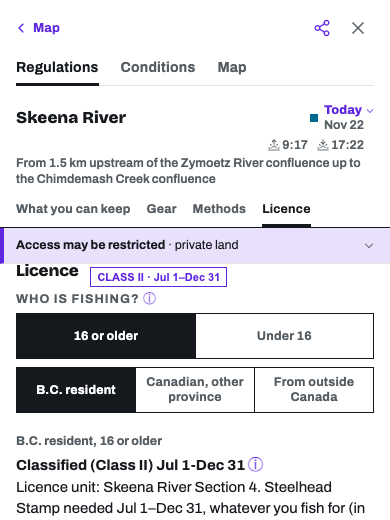 Map
Regulations Conditions Map
Skeena River
Today
Nov 22
9:17 17:22
From 1.5 km upstream of the Zymoetz River confluence up to
the Chimdemash Creek confluence
What you can keep Gear Methods Licence
Access may be restricted · private land
Licence CLASS II · Jul 1–Dec 31
WHO IS FISHING? ⓘ
16 or older Under 16
B.C. resident
Canadian, other
province
From outside
Canada
B.C. resident, 16 or older
Classified (Class II) Jul 1-Dec 31 ⓘ
Licence unit: Skeena River Section 4. Steelhead
Stamp needed Jul 1–Dec 31, whatever you fish for (in